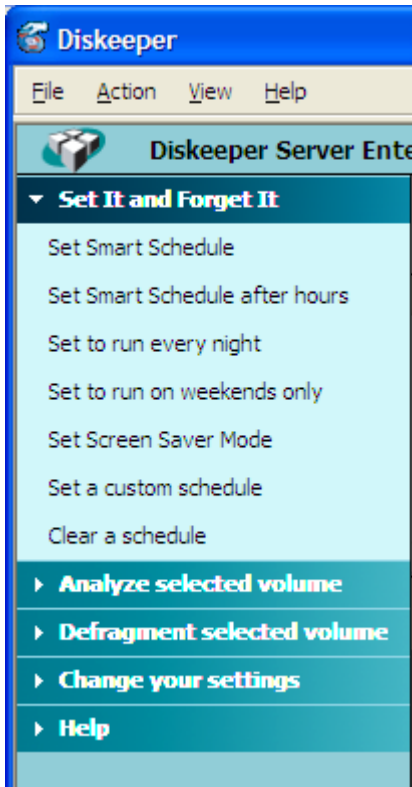 Diskeeper
File Action View Help
Diskeeper Server Ente
Set It and Forget It
Set Smart Schedule
Set Smart Schedule after hours
Set to run every night
Set to run on weekends only
Set Screen Saver Mode
Set a custom schedule
Clear a schedule
Analyze selected volume
Defragment selected volume
Change your settings
Help